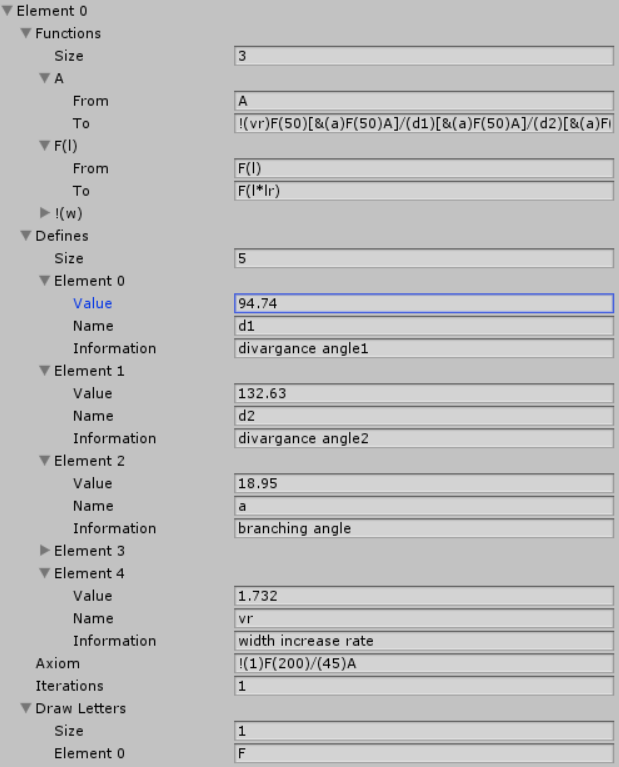 Element 0
Functions
Size 3
A
From A
To !(vr)F(50)[&(a)F(50)A]/(d1)[&(a)F(50)A]/(d2)[&(a)F(
F(l)
From F(l)
To F(l*lr)
!(w)
Defines
Size 5
Element 0
Value 94.74
Name d1
Information divargance angle1
Element 1
Value 132.63
Name d2
Information divargance angle2
Element 2
Value 18.95
Name a
Information branching angle
Element 3
Element 4
Value 1.732
Name vr
Information width increase rate
Axiom !(1)F(200)/(45)A
Iterations 1
Draw Letters
Size 1
Element 0 F